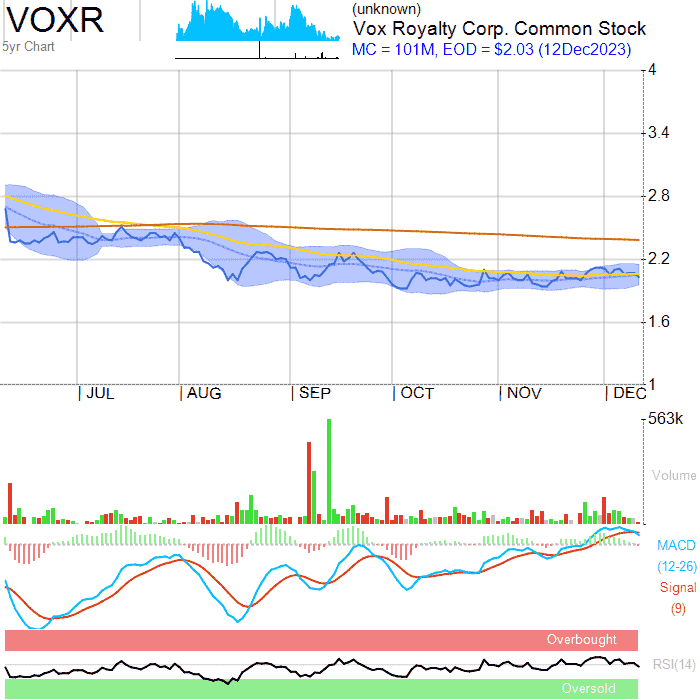 VOXR
5yr Chart
(unknown)
Vox Royalty Corp. Common Stock
MC = 101M, EOD = $2.03 (12Dec2023)
4
3.4
2.8
2.2
1.6
1
JUL AUG SEP OCT NOV DEC
563k
Volume
MACD
(12-26)
Signal
(9)
Overbought
RSI(14)
Oversold